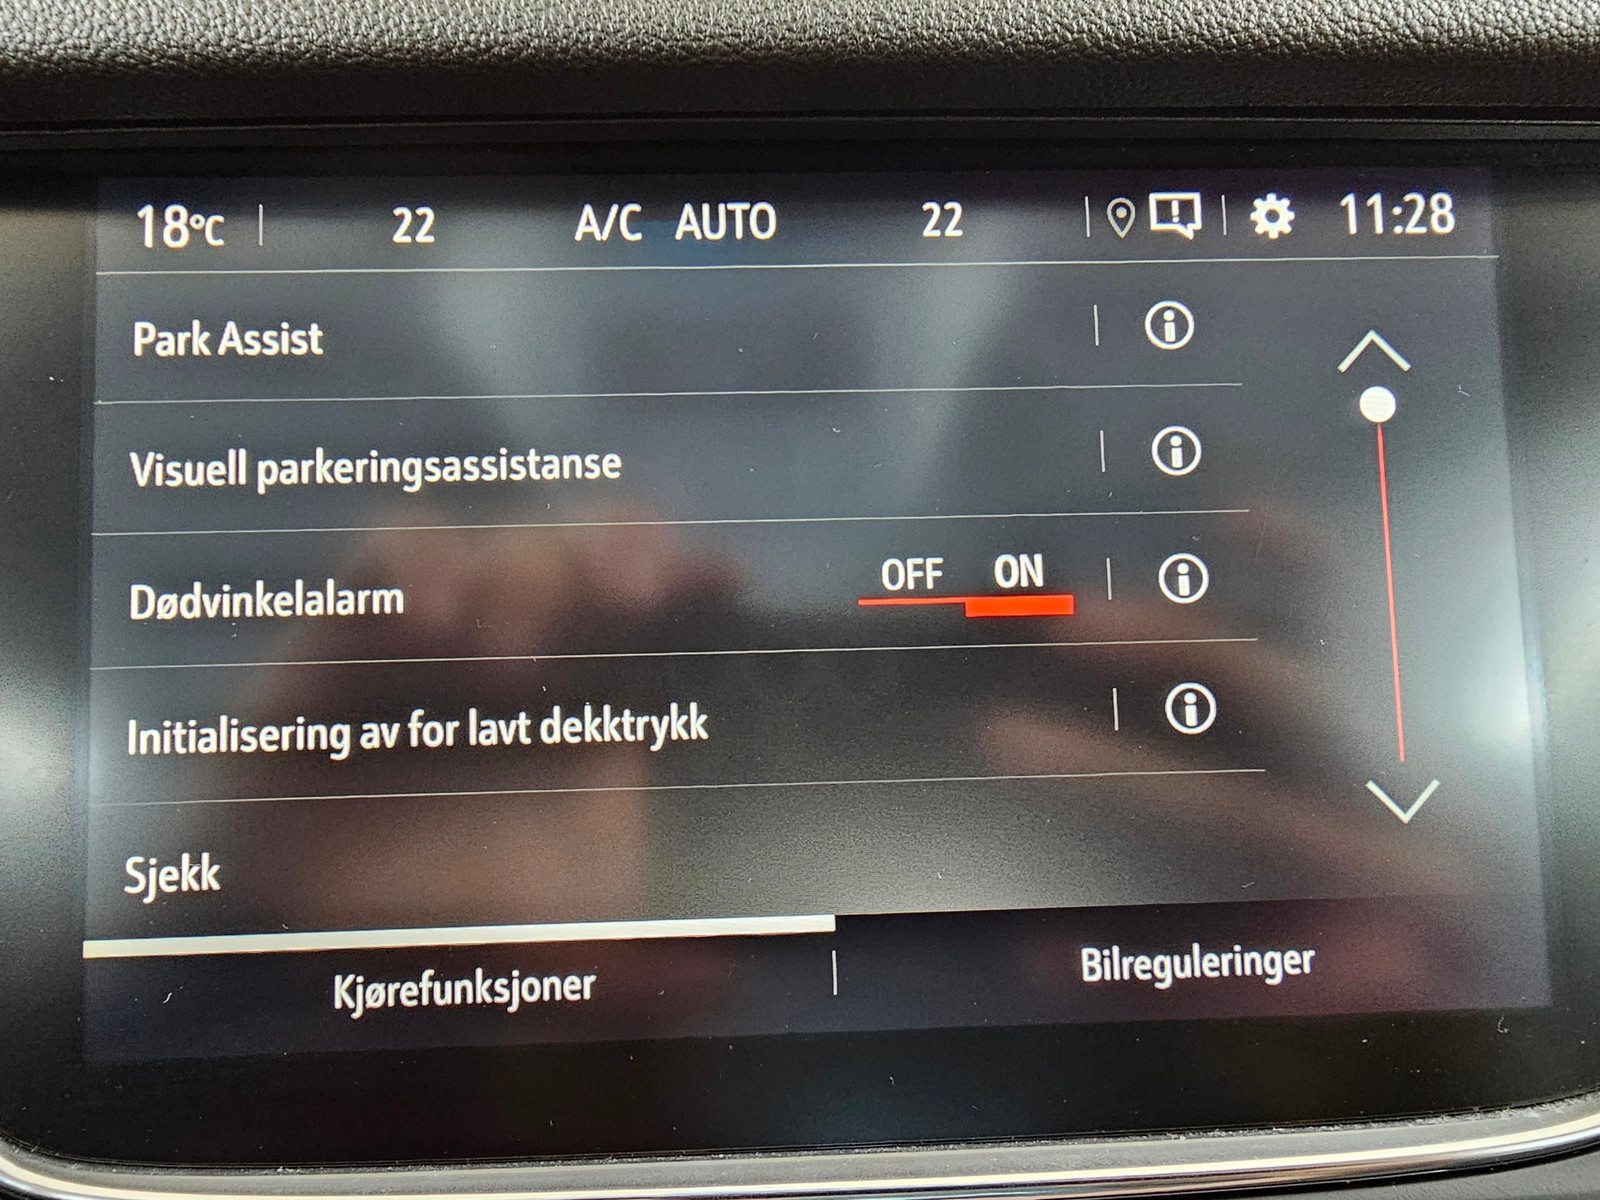 18°C 22 A/C AUTO 22 11:28
Park Assist
Visuell parkeringsassistanse
Dødvinkelalarm OFF ON
Initialisering av for lavt dekktrykk
Sjekk
Kjørefunksjoner Bilreguleringer